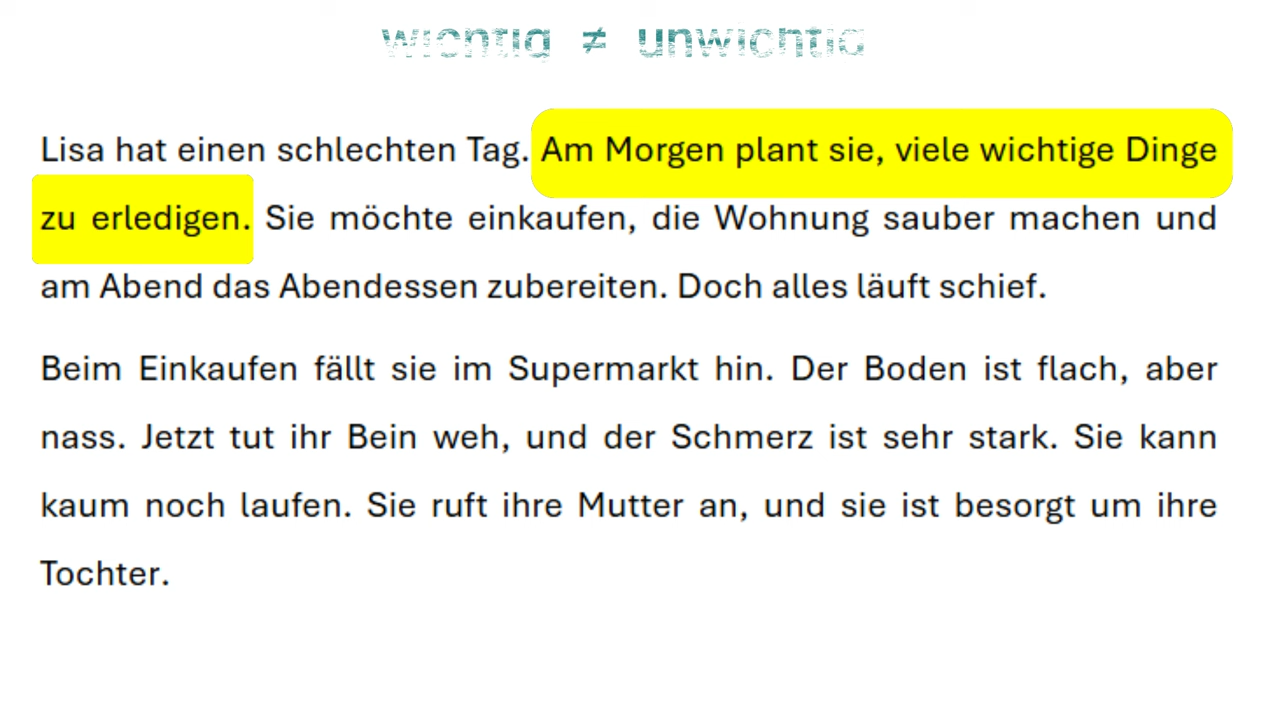 wichtig ≠ unwichtig
Lisa hat einen schlechten Tag. Am Morgen plant sie, viele wichtige Dinge
zu erledigen. Sie möchte einkaufen, die Wohnung sauber machen und
am Abend das Abendessen zubereiten. Doch alles läuft schief.
Beim Einkaufen fällt sie im Supermarkt hin. Der Boden ist flach, aber
nass. Jetzt tut ihr Bein weh, und der Schmerz ist sehr stark. Sie kann
kaum noch laufen. Sie ruft ihre Mutter an, und sie ist besorgt um ihre
Tochter.